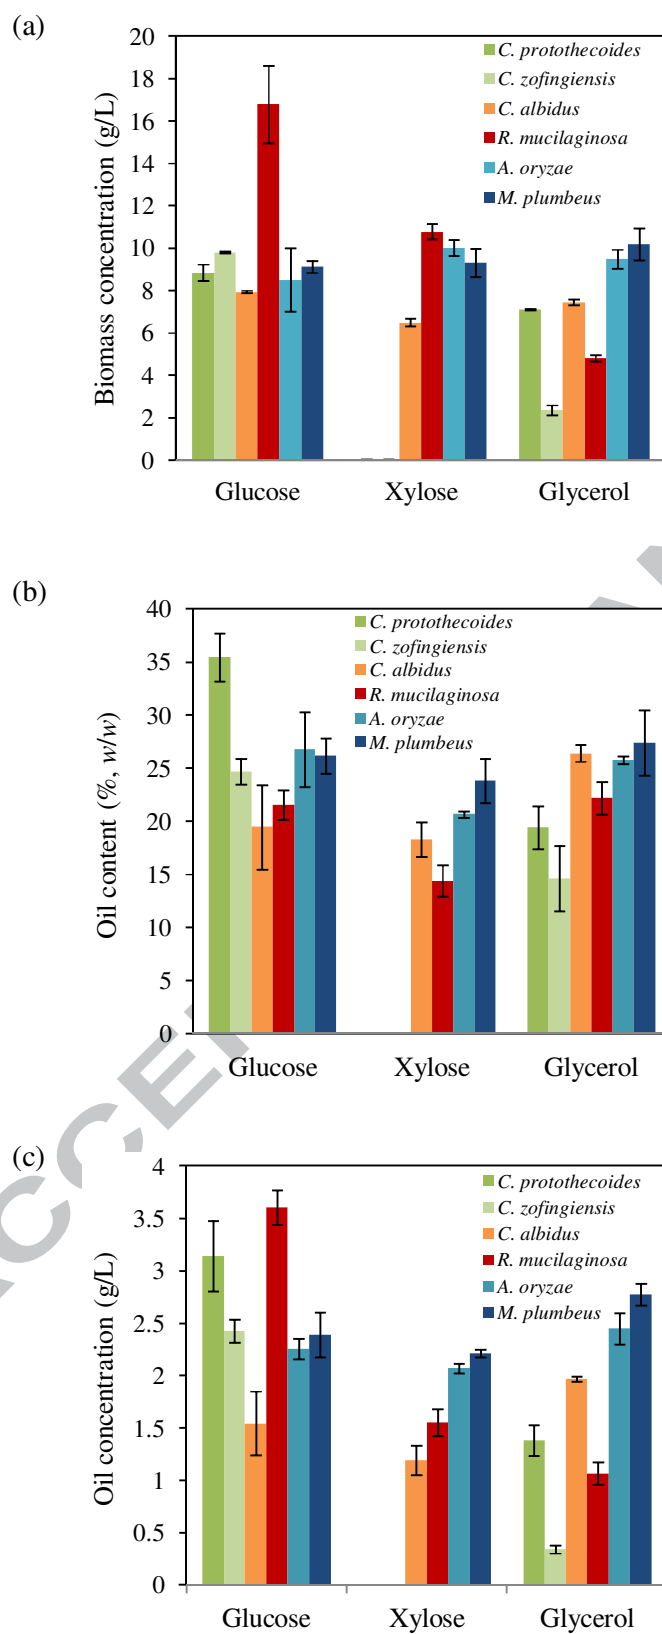 (a)
Biomass concentration (g/L)
20
18
16
14
12
10
8
6
4
2
0
C. protothecoides
C. zofingiensis
C. albidus
R. mucilaginosa
A. oryzae
M. plumbeus
Glucose Xylose Glycerol
(b)
Oil content (%, w/w)
40
35
30
25
20
15
10
5
0
C. protothecoides
C. zofingiensis
C. albidus
R. mucilaginosa
A. oryzae
M. plumbeus
Glucose Xylose Glycerol
(c)
Oil concentration (g/L)
4
3.5
3
2.5
2
1.5
1
0.5
0
C. protothecoides
C. zofingiensis
C. albidus
R. mucilaginosa
A. oryzae
M. plumbeus
Glucose Xylose Glycerol